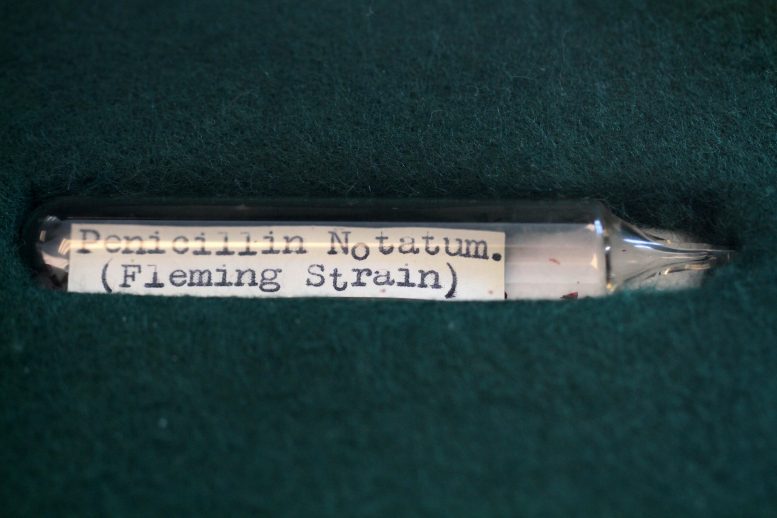 Penicillin Notatum.
(Fleming Strain)